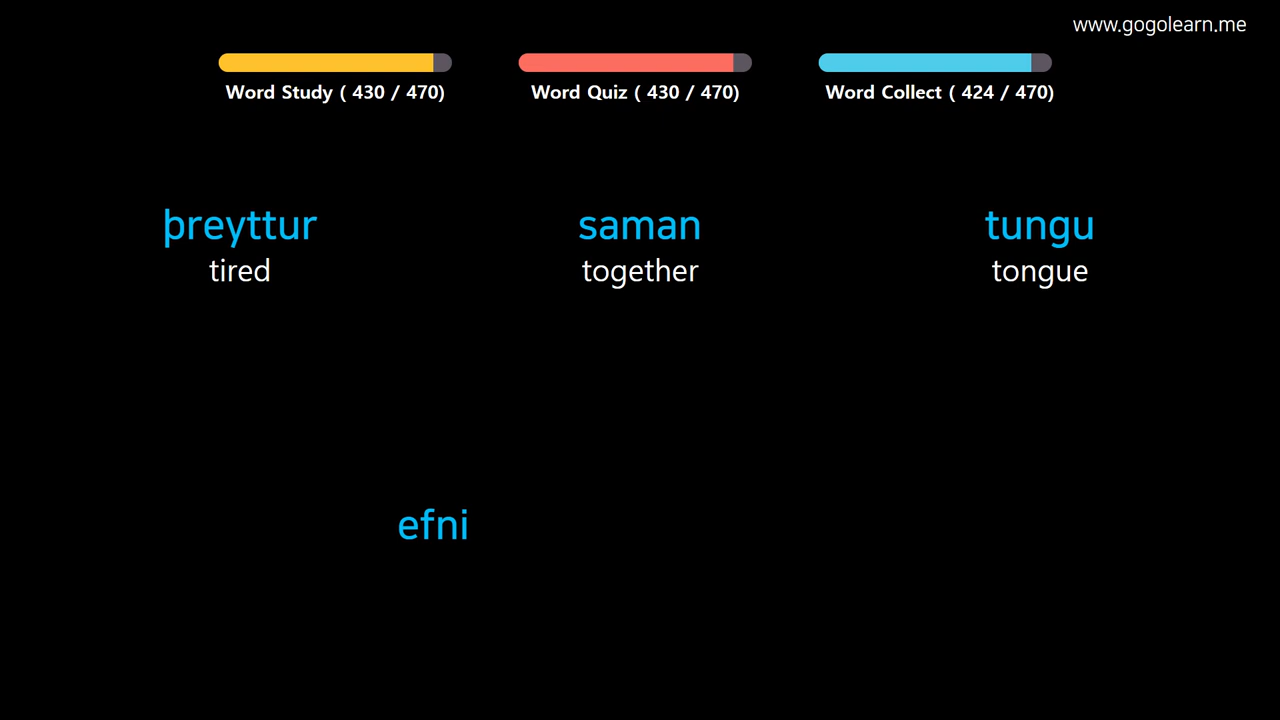 www.gogolearn.me
Word Study ( 430 / 470)
Word Quiz ( 430 / 470)
Word Collect ( 424 / 470)
þreyttur
saman
tungu
tired
together
tongue
efni